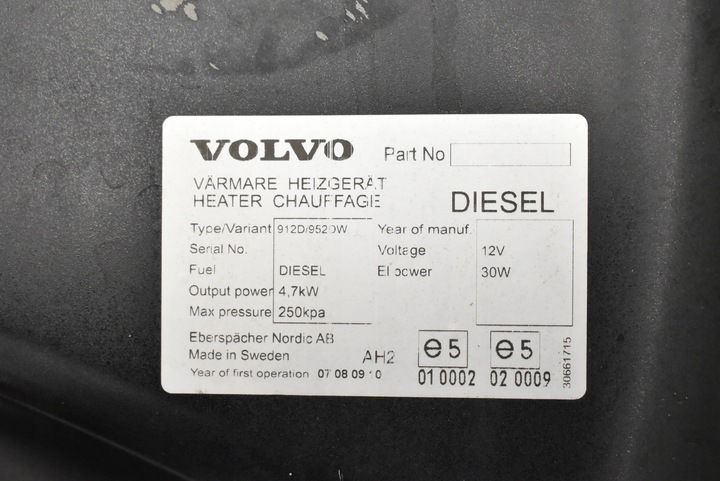 VOLVO Part No
VÄRMARE HEIZGERÄT
HEATER CHAUFFAGE DIESEL
Type/Variant 912D/952DW Year of manuf.
Serial No. Voltage 12V
Fuel DIESEL El power 30W
Output power 4,7kW
Max pressure 250kpa
Eberspächer Nordic AB
Made in Sweden AH2 e5 e5
Year of first operation 07 08 09 10 01 0002 02 0009
30661715